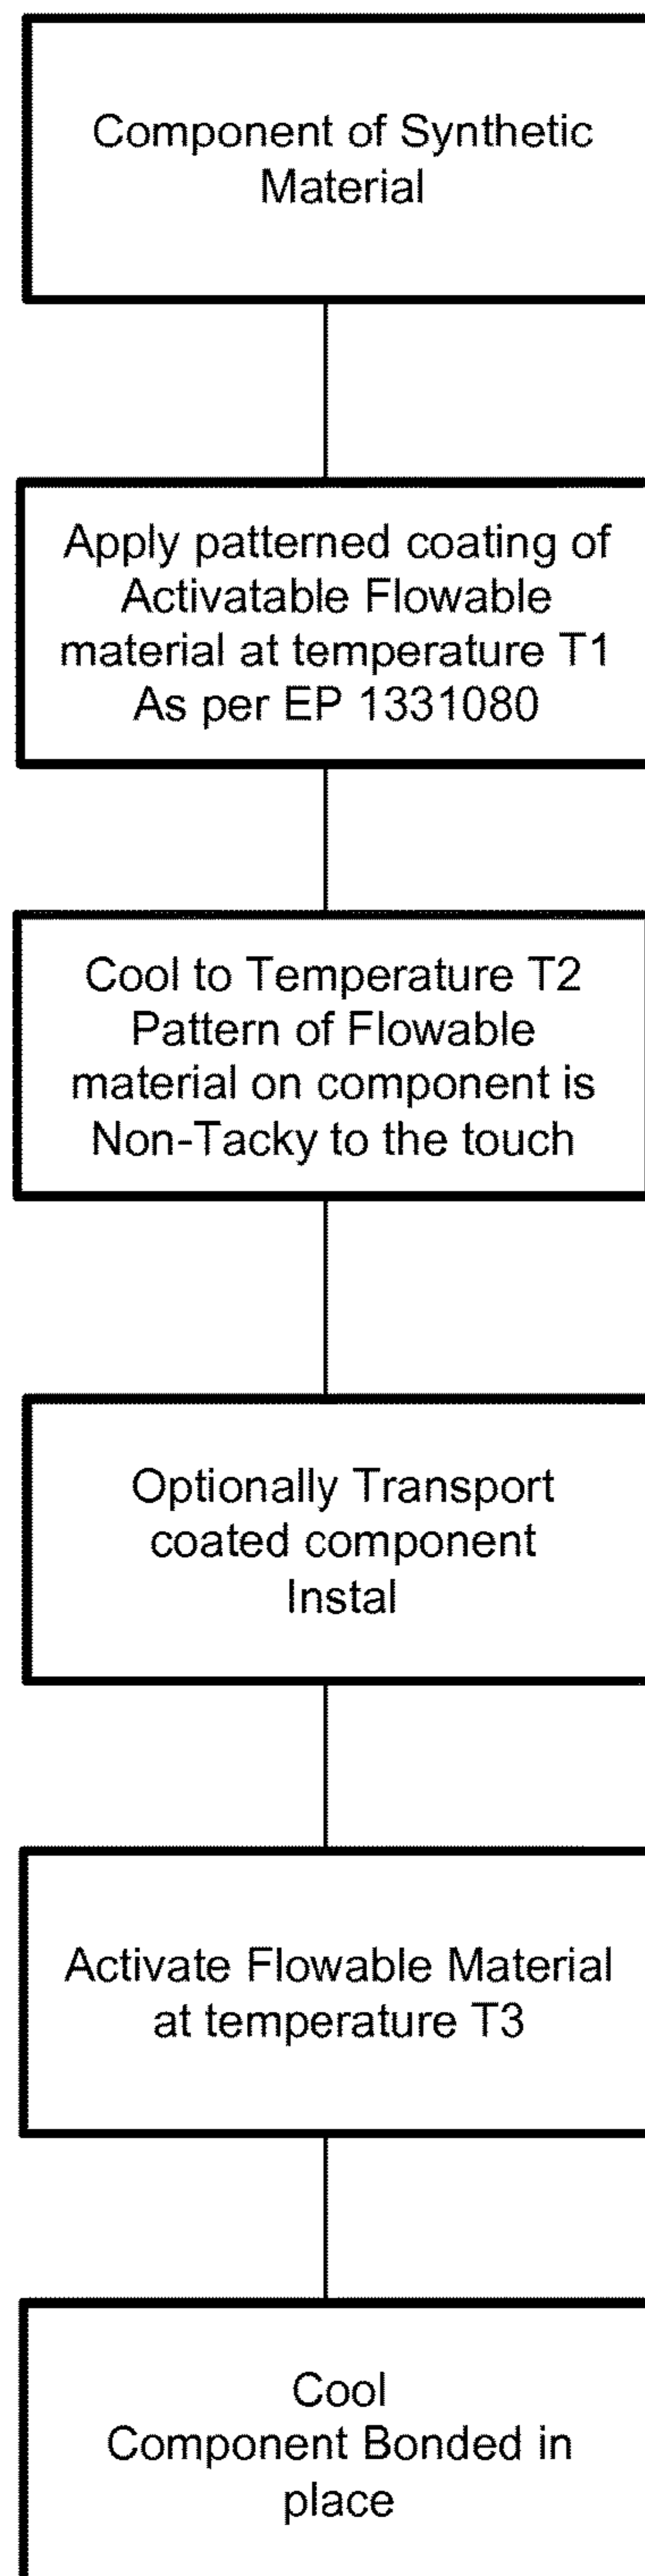 Component of Synthetic
Material
Apply patterned coating of
Activatable Flowable
material at temperature T1
As per EP 1331080
Cool to Temperature T2
Pattern of Flowable
material on component is
Non-Tacky to the touch
Optionally Transport
coated component
Instal
Activate Flowable Material
at temperature T3
Cool
Component Bonded in
place